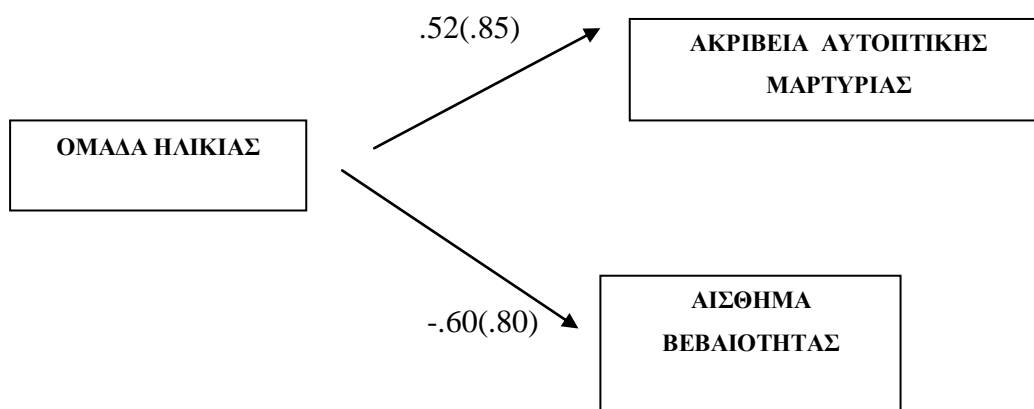 .52(.85)
ΑΚΡΙΒΕΙΑ ΑΥΤΟΠΤΙΚΗΣ
ΜΑΡΤΥΡΙΑΣ
ΟΜΑΔΑ ΗΛΙΚΙΑΣ
-.60(.80)
ΑΙΣΘΗΜΑ
ΒΕΒΑΙΟΤΗΤΑΣ